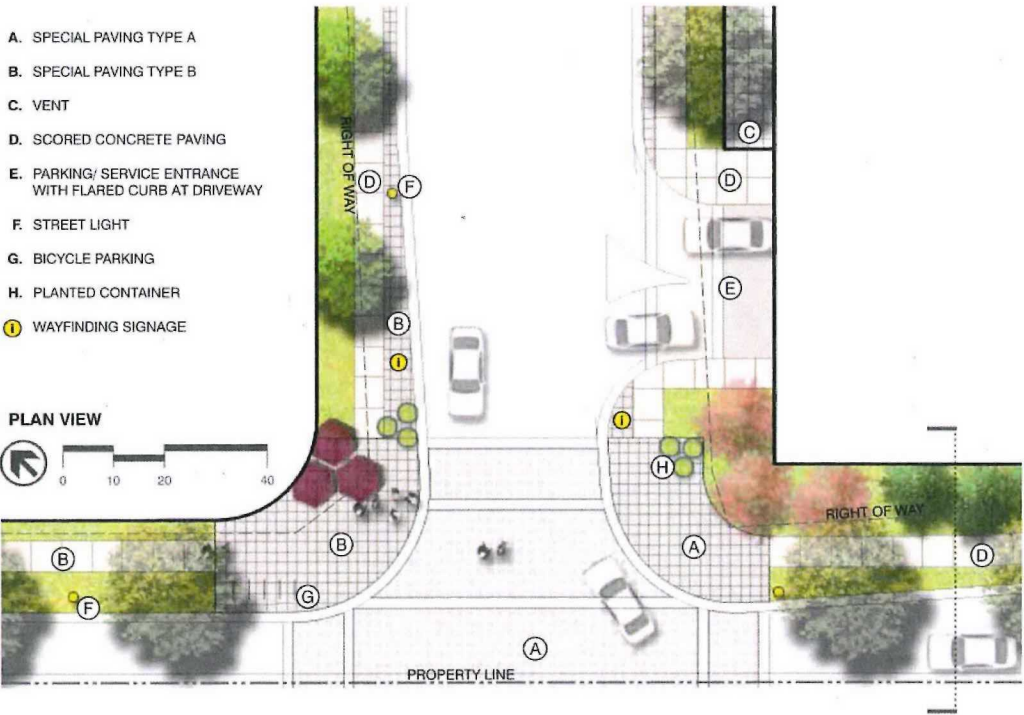 A. SPECIAL PAVING TYPE A
B. SPECIAL PAVING TYPE B
C. VENT
D. SCORED CONCRETE PAVING
E. PARKING/ SERVICE ENTRANCE
WITH FLARED CURB AT DRIVEWAY
F. STREET LIGHT
G. BICYCLE PARKING
H. PLANTED CONTAINER
i WAYFINDING SIGNAGE
PLAN VIEW
0 10 20 40
RIGHT OF WAY
D
F
B
i
C
D
E
i
H
B
G
B
F
A
RIGHT OF WAY
D
A
PROPERTY LINE